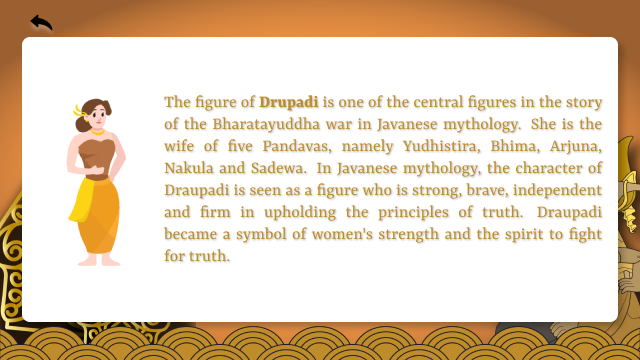 The figure of Drupadi is one of the central figures in the story
of the Bharatayuddha war in Javanese mythology. She is the
wife of five Pandavas, namely Yudhistira, Bhima, Arjuna,
Nakula and Sadewa. In Javanese mythology, the character of
Draupadi is seen as a figure who is strong, brave, independent
and firm in upholding the principles of truth. Draupadi
became a symbol of women's strength and the spirit to fight
for truth.